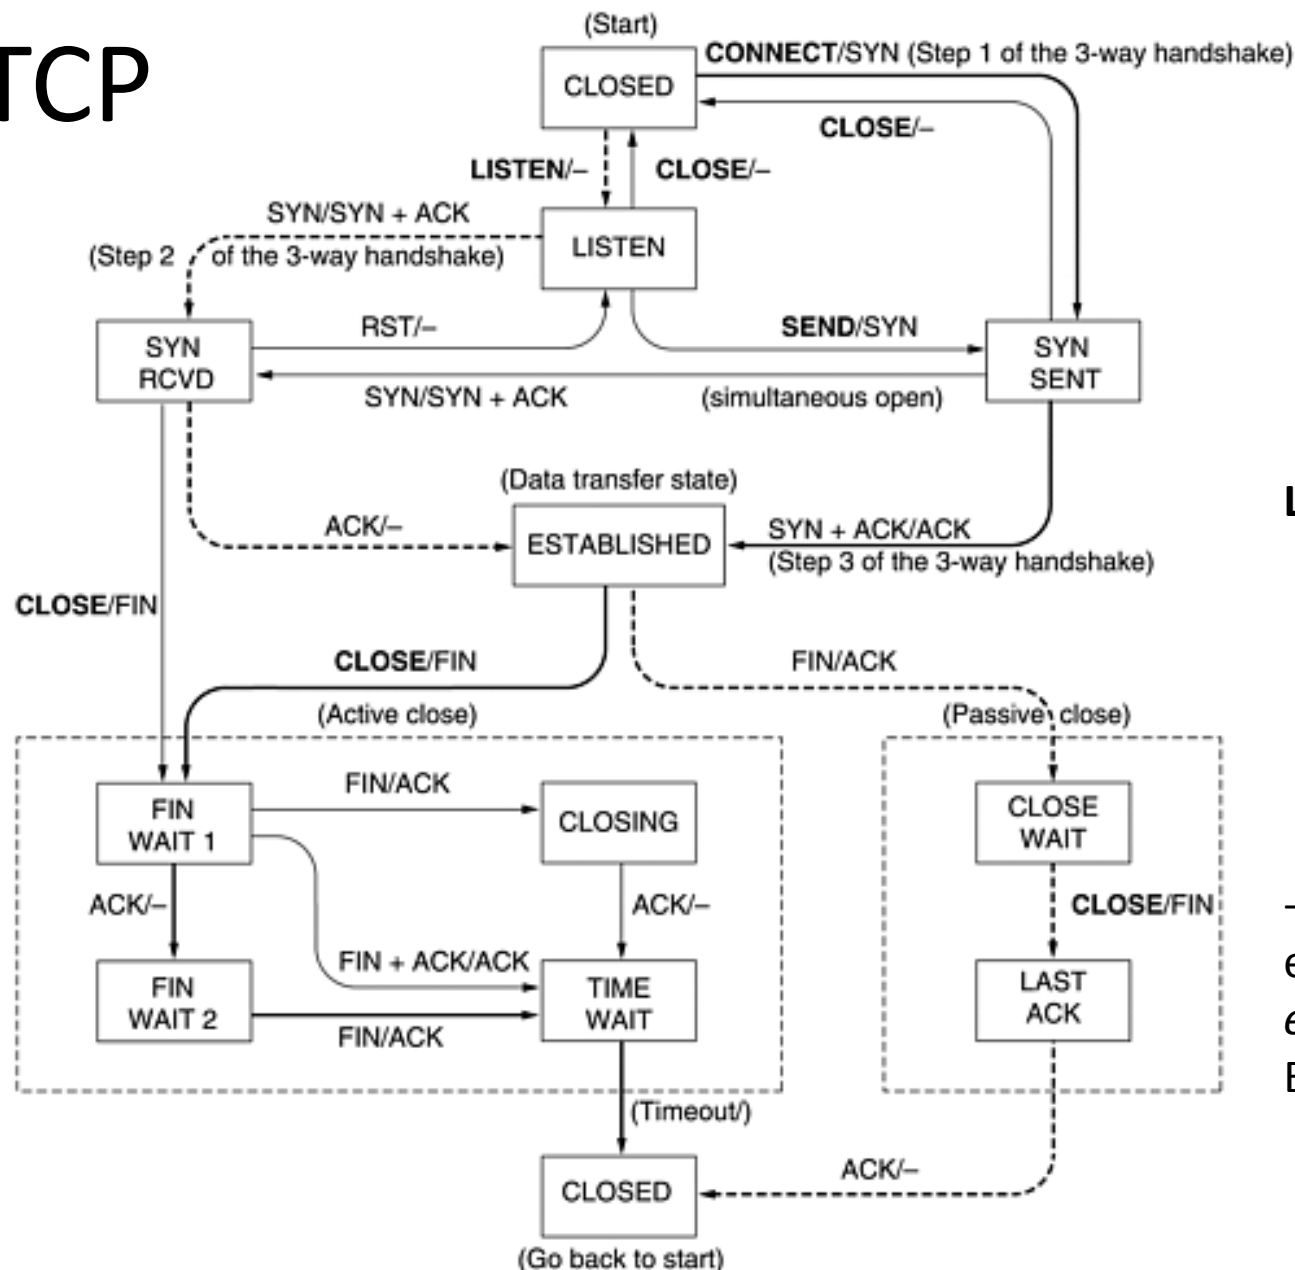 TCP
(Start)
CLOSED
CONNECT/SYN (Step 1 of the 3-way handshake)
CLOSE/–
LISTEN/–
CLOSE/–
SYN/SYN + ACK
(Step 2 of the 3-way handshake)
LISTEN
RST/–
SEND/SYN
SYN
RCVD
SYN
SENT
SYN/SYN + ACK
(simultaneous open)
(Data transfer state)
ACK/–
ESTABLISHED
SYN + ACK/ACK
(Step 3 of the 3-way handshake)
L
CLOSE/FIN
CLOSE/FIN
FIN/ACK
(Active close)
(Passive close)
FIN
WAIT 1
FIN/ACK
CLOSING
CLOSE
WAIT
ACK/–
ACK/–
CLOSE/FIN
–
e
FIN
WAIT 2
FIN + ACK/ACK
FIN/ACK
TIME
WAIT
LAST
ACK
e
E
(Timeout/)
CLOSED
ACK/–
(Go back to start)